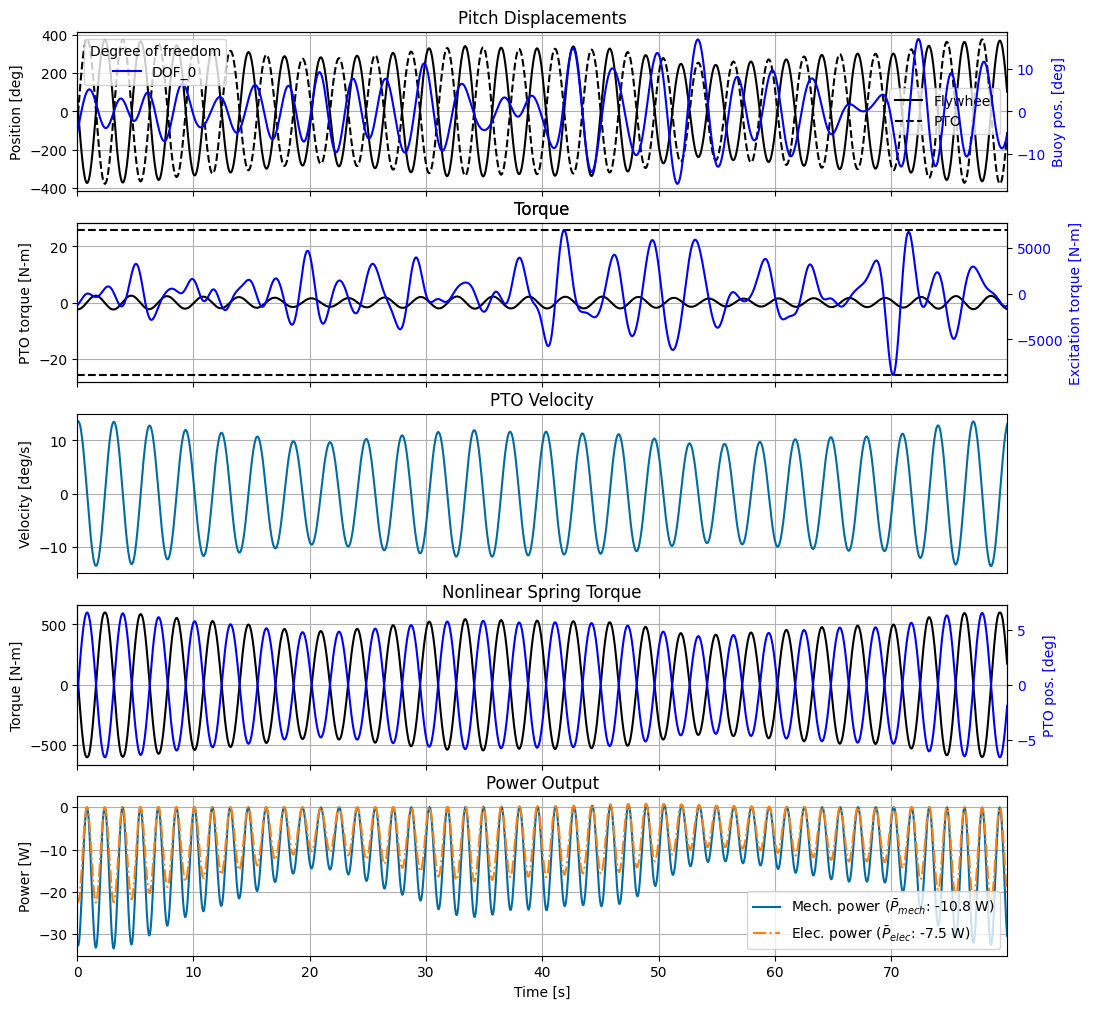 Pitch Displacements
400
200
0
−200
−400
Position [deg]
Degree of freedom
DOF_0
Flywheel
PTO
10
0
−10
Buoy pos. [deg]
Torque
20
0
−20
PTO torque [N-m]
5000
0
−5000
Excitation torque [N-m]
PTO Velocity
10
0
−10
Velocity [deg/s]
Nonlinear Spring Torque
500
0
−500
Torque [N-m]
5
0
−5
PTO pos. [deg]
Power Output
0
−10
−20
−30
Power [W]
Mech. power (P̄mech: -10.8 W)
Elec. power (P̄elec: -7.5 W)
0 10 20 30 40 50 60 70
Time [s]